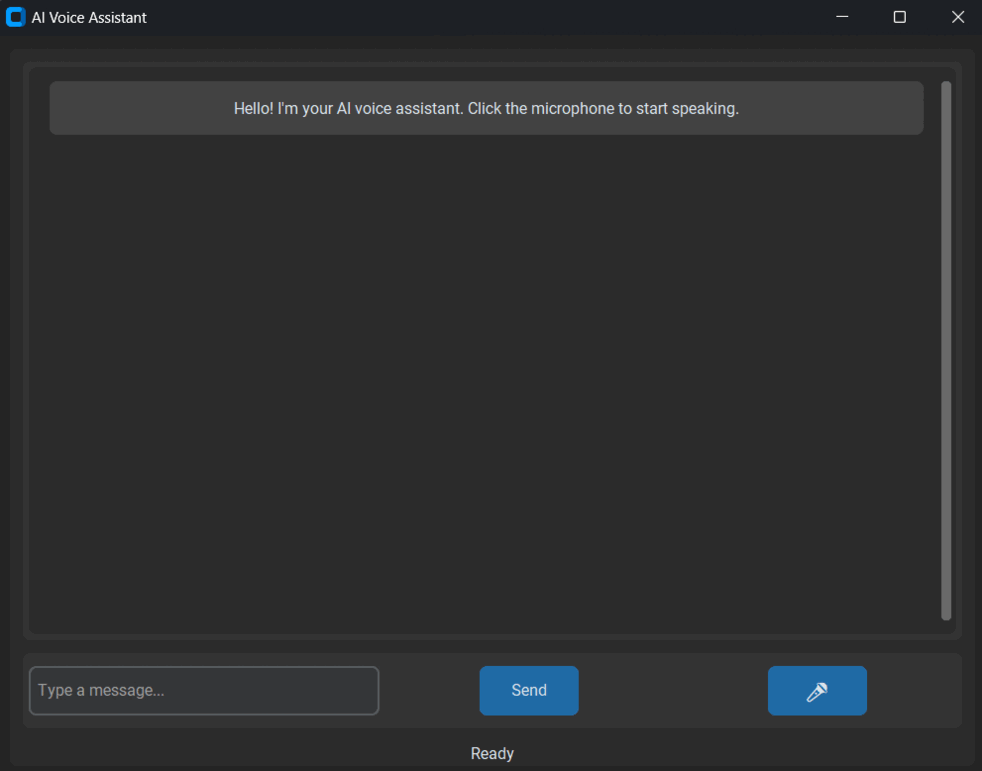 AI Voice Assistant
Hello! I'm your AI voice assistant. Click the microphone to start speaking.
Type a message...
Send
Ready